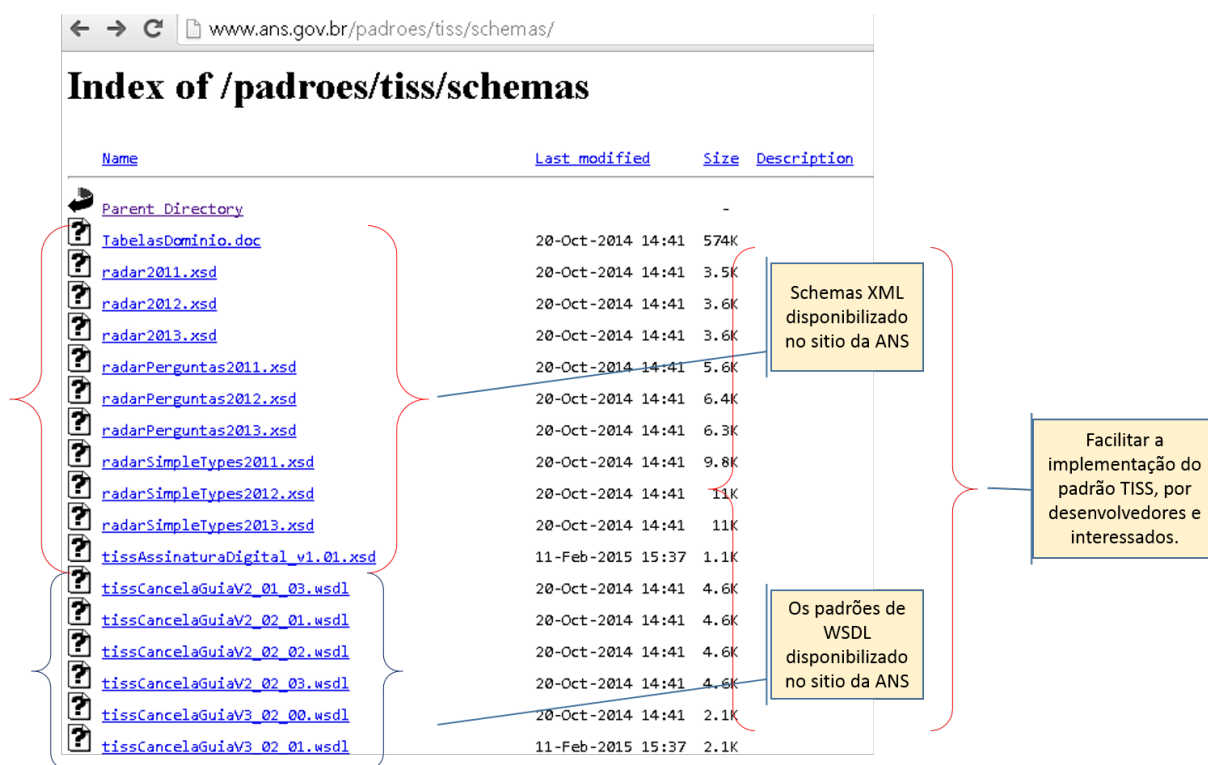 www.ans.gov.br/padroes/tiss/schemas/
Index of /padroes/tiss/schemas
Name Last modified Size Description
Parent Directory -
TabelasDominio.doc 20-Oct-2014 14:41 574K
radar2011.xsd 20-Oct-2014 14:41 3.5K
radar2012.xsd 20-Oct-2014 14:41 3.6K
radar2013.xsd 20-Oct-2014 14:41 3.6K
radarPerguntas2011.xsd 20-Oct-2014 14:41 5.6K
radarPerguntas2012.xsd 20-Oct-2014 14:41 6.4K
radarPerguntas2013.xsd 20-Oct-2014 14:41 6.3K
radarSimpleTypes2011.xsd 20-Oct-2014 14:41 9.8K
radarSimpleTypes2012.xsd 20-Oct-2014 14:41 11K
radarSimpleTypes2013.xsd 20-Oct-2014 14:41 11K
tissAssinaturaDigital_v1.01.xsd 11-Feb-2015 15:37 1.1K
tissCancelaGuiaV2_01_03.wsdl 20-Oct-2014 14:41 4.6K
tissCancelaGuiaV2_02_01.wsdl 20-Oct-2014 14:41 4.6K
tissCancelaGuiaV2_02_02.wsdl 20-Oct-2014 14:41 4.6K
tissCancelaGuiaV2_02_03.wsdl 20-Oct-2014 14:41 4.6K
tissCancelaGuiaV3_02_00.wsdl 20-Oct-2014 14:41 2.1K
tissCancelaGuiaV3_02_01.wsdl 11-Feb-2015 15:37 2.1K
Schemas XML
disponibilizado
no sitio da ANS
Os padrões de
WSDL
disponibilizado
no sitio da ANS
Facilitar a
implementação do
padrão TISS, por
desenvolvedores e
interessados.